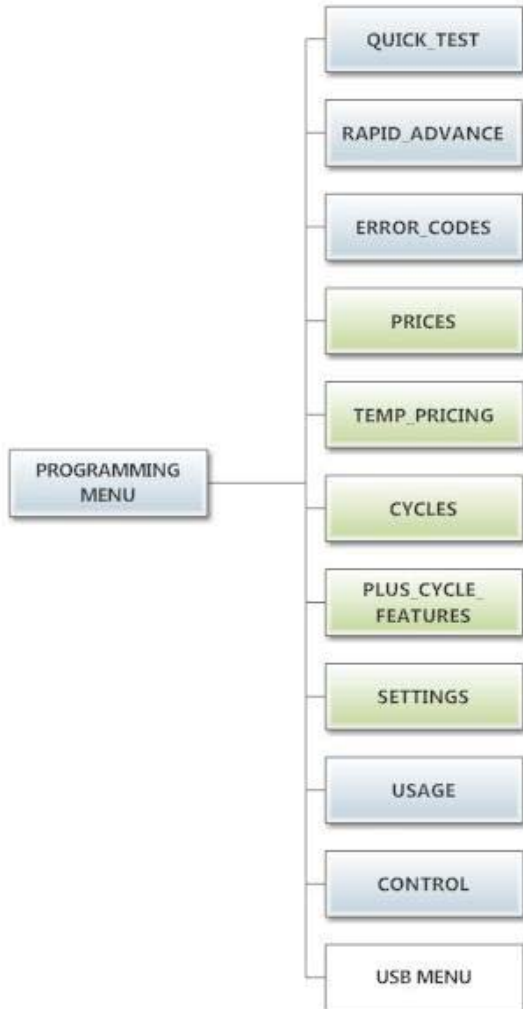 QUICK_TEST
RAPID_ADVANCE
ERROR_CODES
PRICES
TEMP_PRICING
PROGRAMMING
MENU
CYCLES
PLUS_CYCLE_
FEATURES
SETTINGS
USAGE
CONTROL
USB MENU